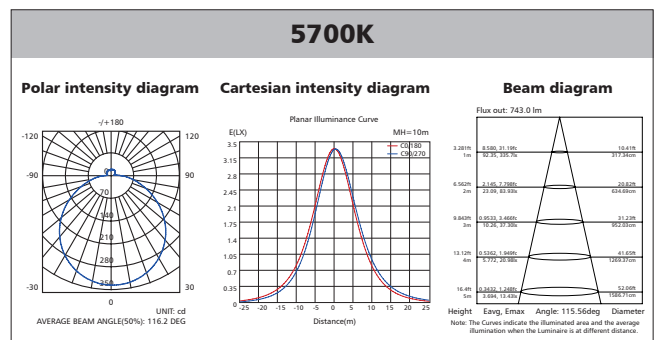 5700K
Polar intensity diagram
Cartesian intensity diagram
Beam diagram
-/+180
-120
120
-90
90
0
70
140
210
280
350
-30
30
0
UNIT: cd
AVERAGE BEAM ANGLE(50%): 116.2 DEG
Planar Illuminance Curve
E(LX)
MH=10m
C0/180
C90/270
3.5
3.15
2.8
2.45
2.1
1.75
1.4
1.05
0.7
0.35
0
-25 -20 -15 -10 -5 0 5 10 15 20 25
Distance(m)
Flux out: 743.0 lm
3.281ft 8.580, 31.19fc 10.41ft
1m 92.35, 335.7lx 317.34cm
6.562ft 2.145, 7.798fc 20.82ft
2m 23.09, 83.93lx 634.69cm
9.843ft 0.9533, 3.466fc 31.23ft
3m 10.26, 37.30lx 952.03cm
13.12ft 0.5362, 1.949fc 41.65ft
4m 5.772, 20.98lx 1269.37cm
16.4ft 0.3432, 1.248fc 52.06ft
5m 3.694, 13.43lx 1586.71cm
Height Eavg, Emax Angle: 115.56deg Diameter
Note: The Curves indicate the illuminated area and the average
illumination when the Luminaire is at different distance.